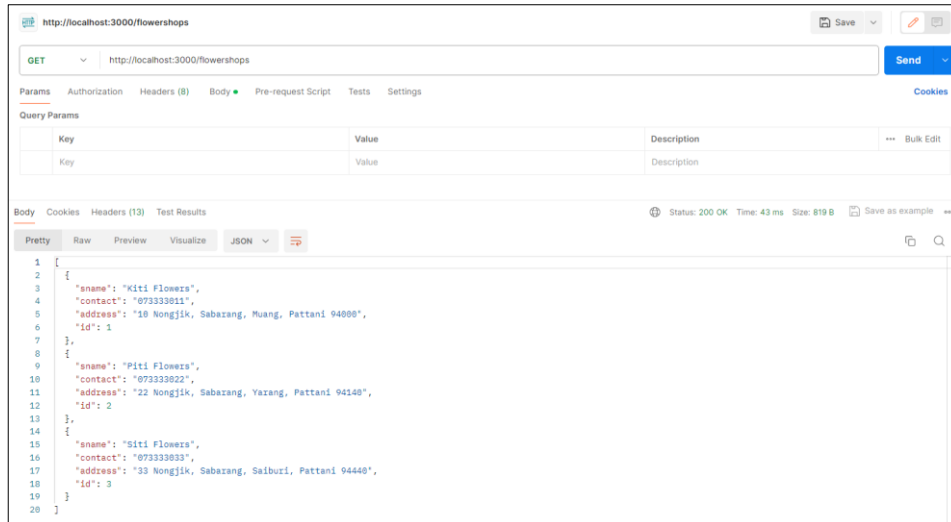 HTTP http://localhost:3000/flowershops Save
GET http://localhost:3000/flowershops Send
Params Authorization Headers (8) Body Pre-request Script Tests Settings Cookies
Query Params
Key Value Description ••• Bulk Edit
Key Value Description
Body Cookies Headers (13) Test Results Status: 200 OK Time: 43 ms Size: 819 B Save as example
Pretty Raw Preview Visualize JSON
1 [
2 {
3 "sname": "Kiti Flowers",
4 "contact": "073333011",
5 "address": "10 Nongjik, Sabarang, Muang, Pattani 94000",
6 "id": 1
7 },
8 {
9 "sname": "Piti Flowers",
10 "contact": "073333022",
11 "address": "22 Nongjik, Sabarang, Yarang, Pattani 94140",
12 "id": 2
13 },
14 {
15 "sname": "Siti Flowers",
16 "contact": "073333033",
17 "address": "33 Nongjik, Sabarang, Saiburi, Pattani 94440",
18 "id": 3
19 }
20 ]